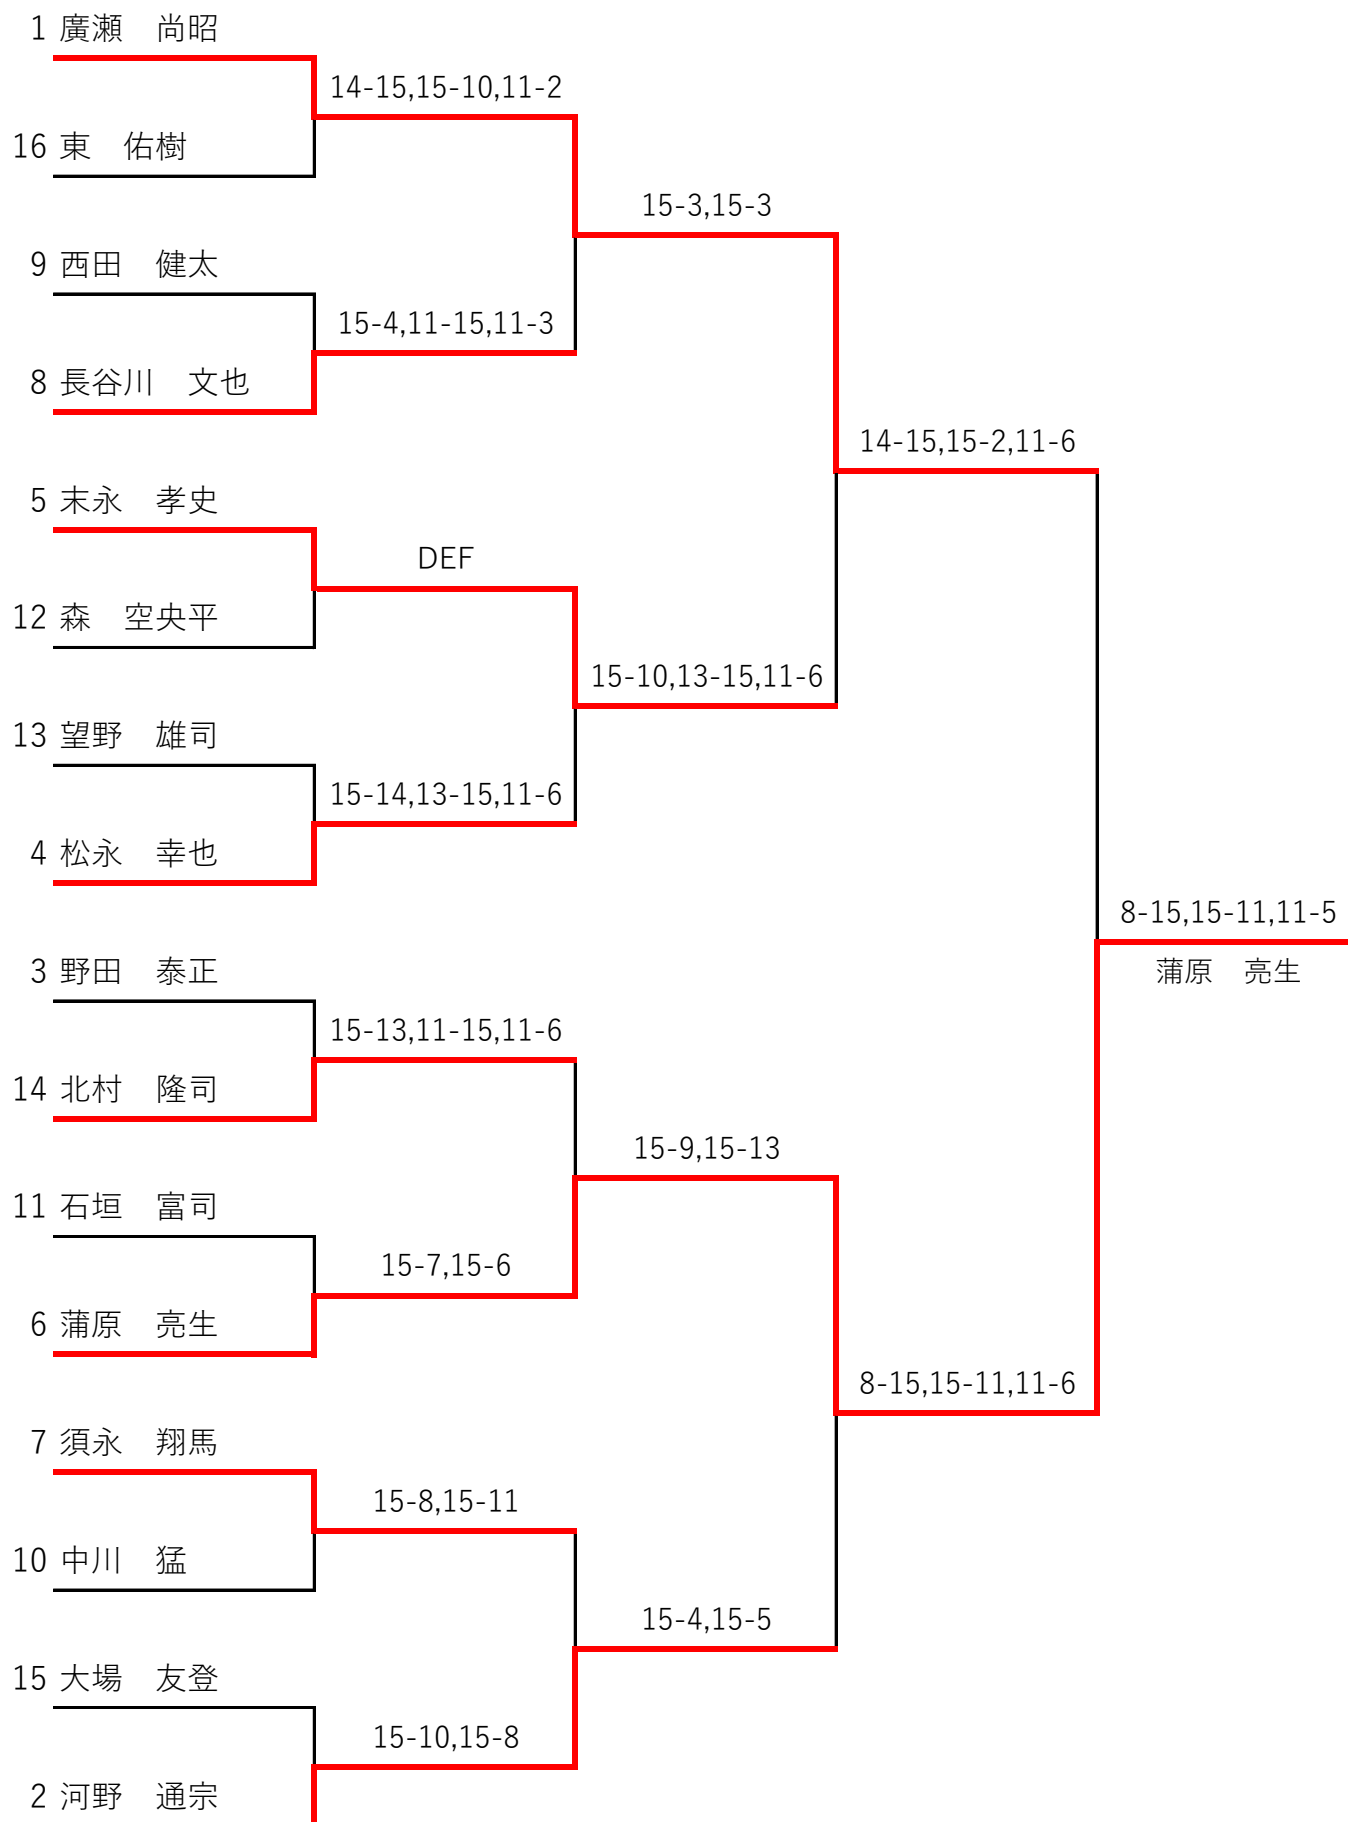 1 廣瀬　尚昭
14-15,15-10,11-2
16 東　佑樹
15-3,15-3
9 西田　健太
15-4,11-15,11-3
8 長谷川　文也
14-15,15-2,11-6
5 末永　孝史
DEF
12 森　空央平
15-10,13-15,11-6
13 望野　雄司
15-14,13-15,11-6
4 松永　幸也
8-15,15-11,11-5
蒲原　亮生
3 野田　泰正
15-13,11-15,11-6
14 北村　隆司
15-9,15-13
11 石垣　富司
15-7,15-6
6 蒲原　亮生
8-15,15-11,11-6
7 須永　翔馬
15-8,15-11
10 中川　猛
15-4,15-5
15 大場　友登
15-10,15-8
2 河野　通宗